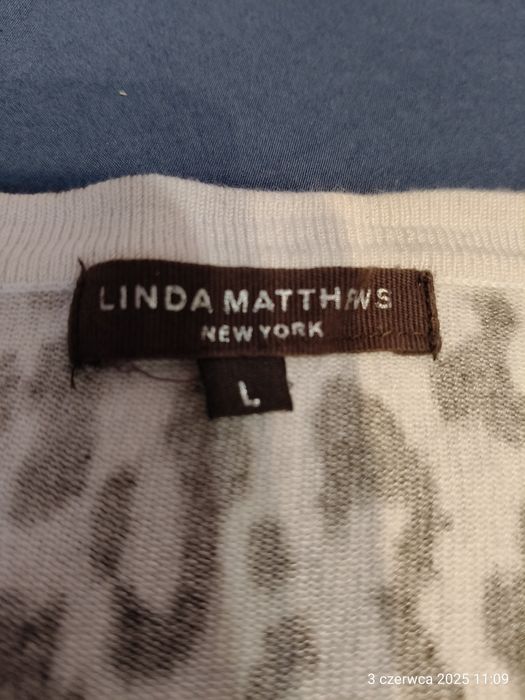 LINDA MATTHEWS
NEW YORK
L
3 czerwca 2025 11:09